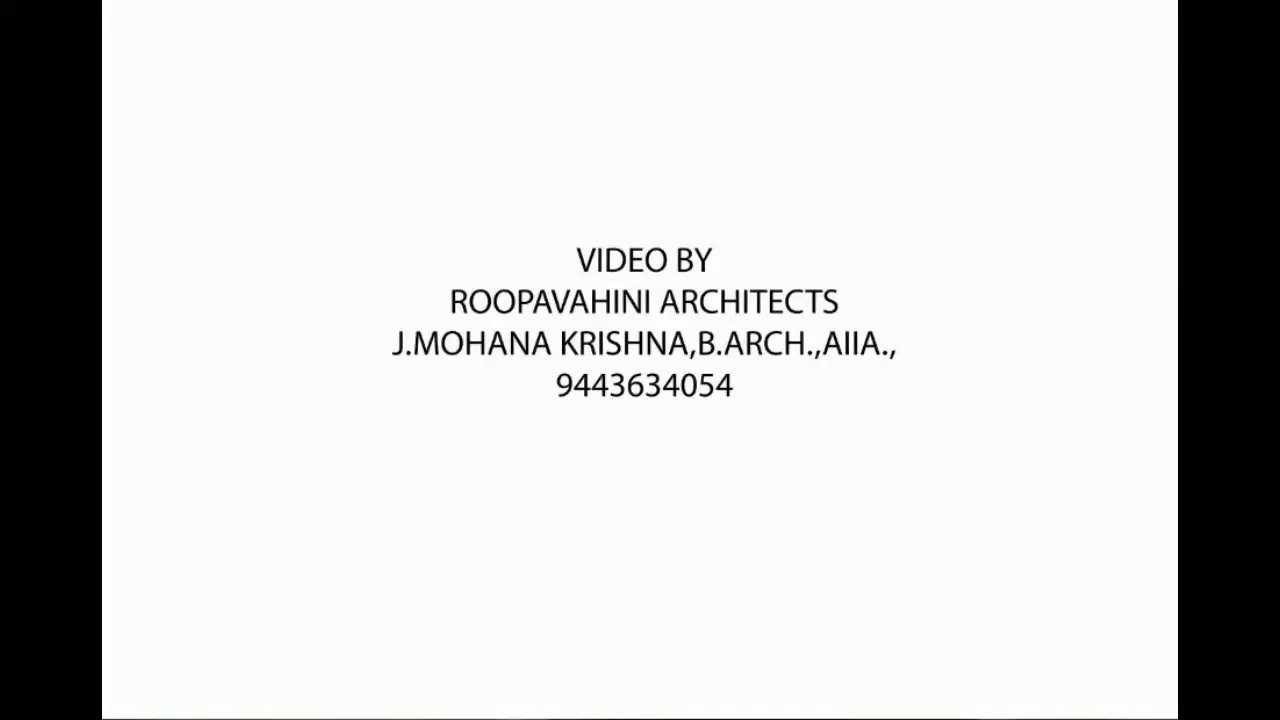 VIDEO BY
ROOPAVAHINI ARCHITECTS
J.MOHANA KRISHNA,B.ARCH.,AIIA.,
9443634054